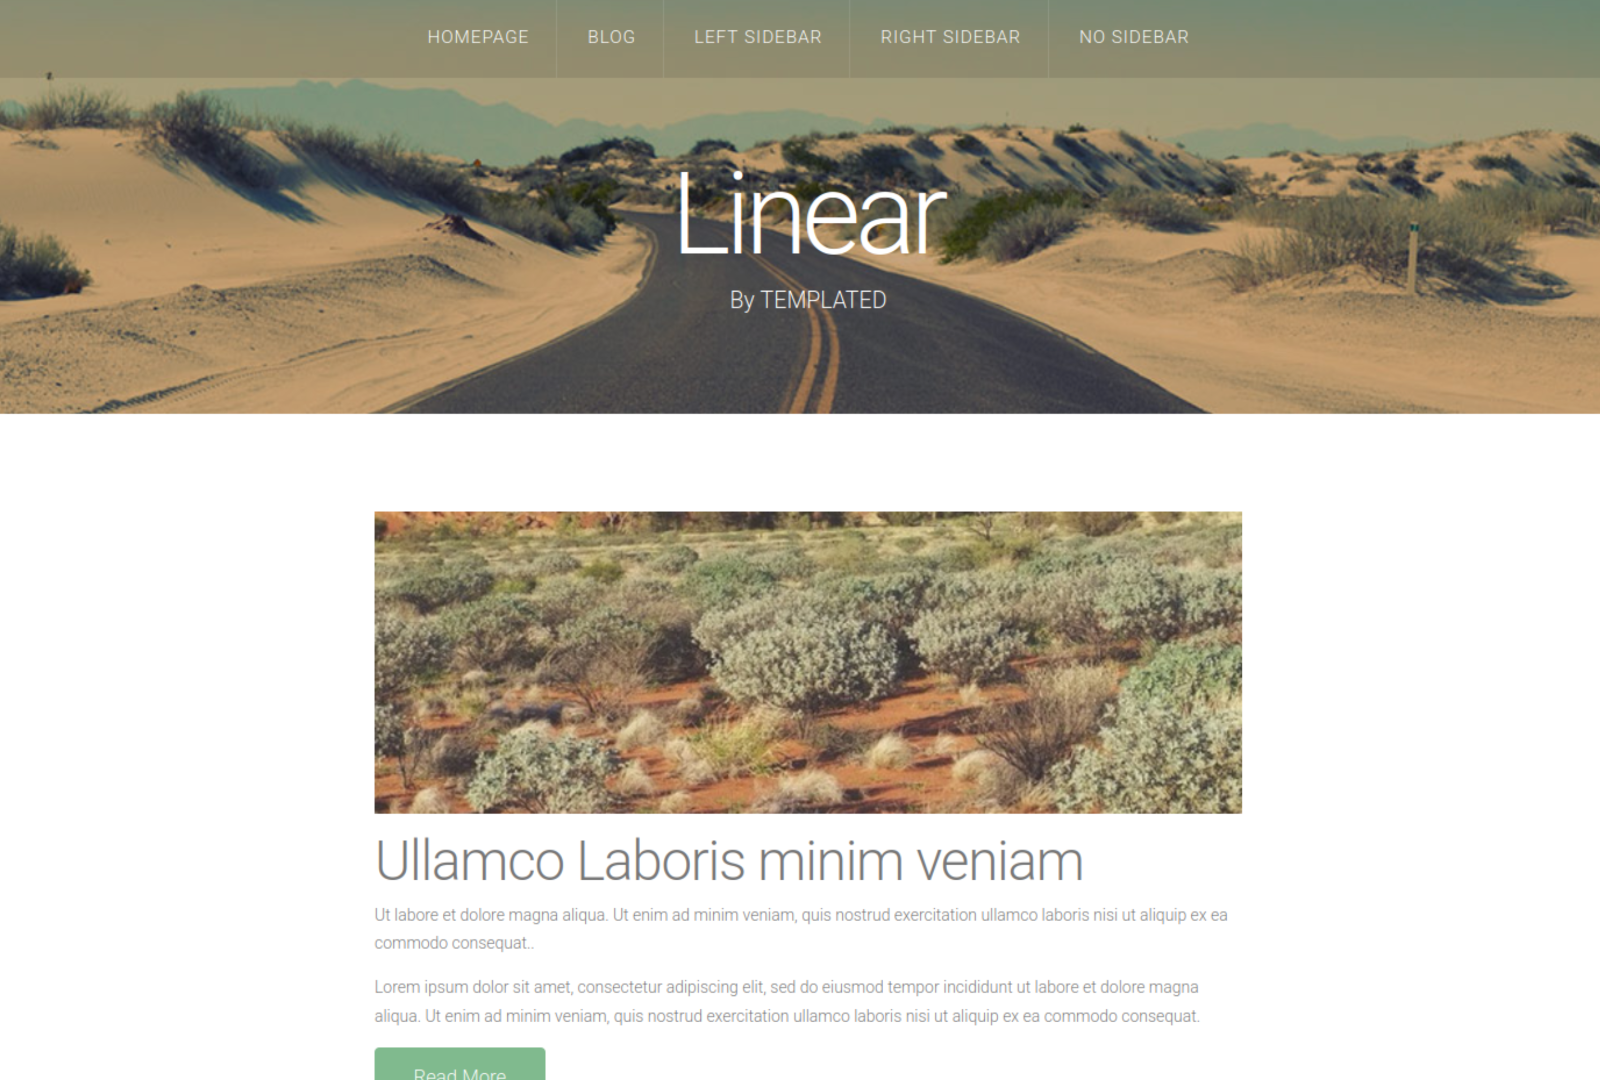 HOMEPAGE BLOG LEFT SIDEBAR RIGHT SIDEBAR NO SIDEBAR
Linear
By TEMPLATED
Ullamco Laboris minim veniam
Ut labore et dolore magna aliqua. Ut enim ad minim veniam, quis nostrud exercitation ullamco laboris nisi ut aliquip ex ea
commodo consequat..
Lorem ipsum dolor sit amet, consectetur adipiscing elit, sed do eiusmod tempor incididunt ut labore et dolore magna
aliqua. Ut enim ad minim veniam, quis nostrud exercitation ullamco laboris nisi ut aliquip ex ea commodo consequat.
Read More